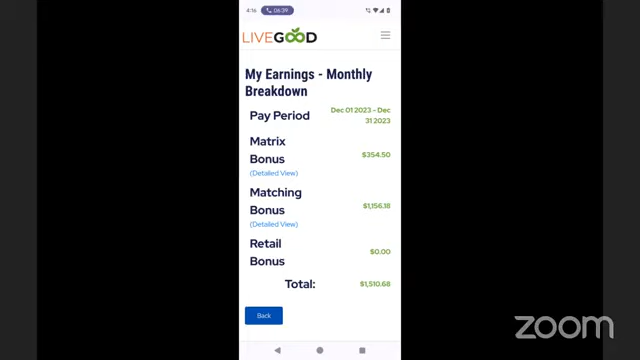 4:16
06:39
LIVEGOOD
My Earnings - Monthly
Breakdown
Pay Period
Dec 01 2023 - Dec
31 2023
Matrix
Bonus
$354.50
(Detailed View)
Matching
Bonus
$1,156.18
(Detailed View)
Retail
Bonus
$0.00
Total:
$1,510.68
Back
zoom